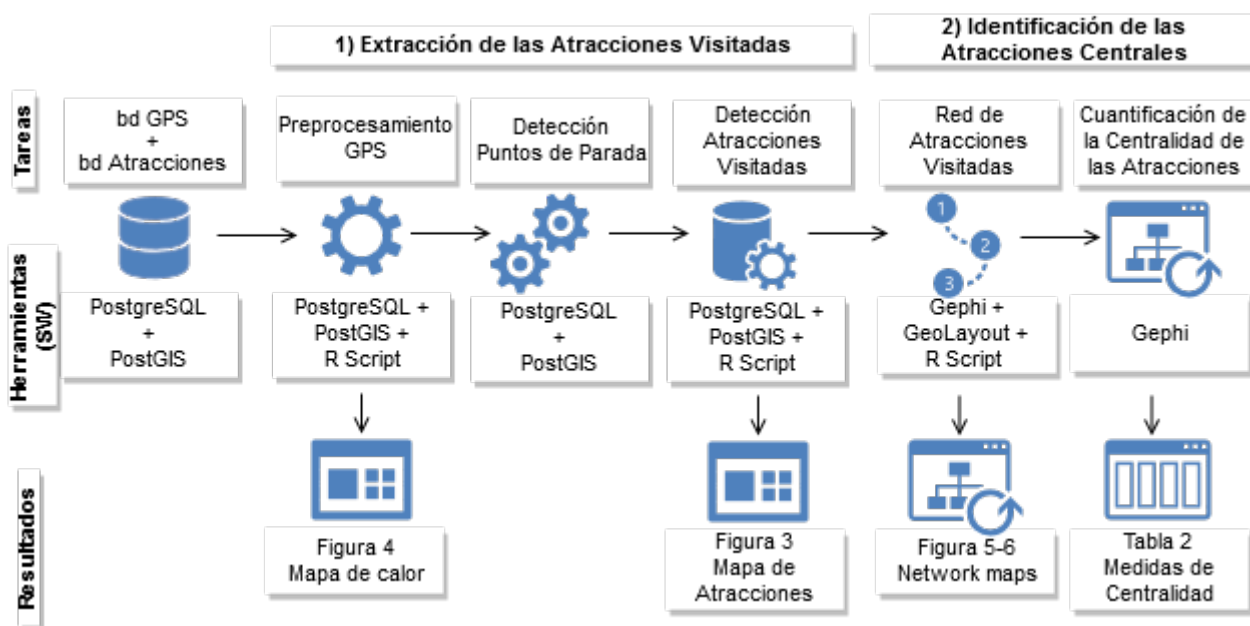 1) Extracción de las Atracciones Visitadas
2) Identificación de las
Atracciones Centrales
Tareas
bd GPS
+
bd Atracciones
Preprocesamiento
GPS
Detección
Puntos de Parada
Detección
Atracciones
Visitadas
Red de
Atracciones
Visitadas
Cuantificación de
la Centralidad de
las Atracciones
1
2
3
Herramientas
(SW)
PostgreSQL
+
PostGIS
PostgreSQL +
PostGIS +
R Script
PostgreSQL
+
PostGIS
PostgreSQL +
PostGIS +
R Script
Gephi +
GeoLayout +
R Script
Gephi
Resultados
Figura 4
Mapa de calor
Figura 3
Mapa de
Atracciones
Figura 5-6
Network maps
Tabla 2
Medidas de
Centralidad